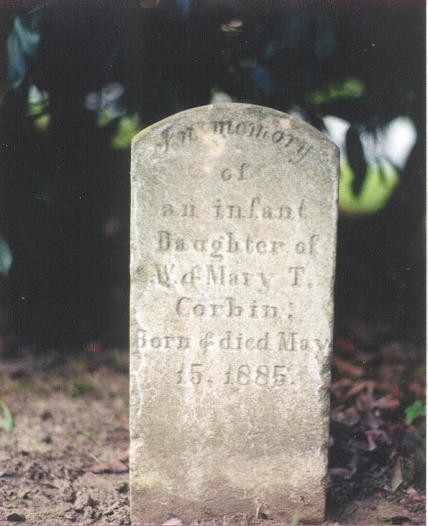 In memory
of
an infant
Daughter of
W. & Mary T.
Corbin;
Born & died May
15, 1885.